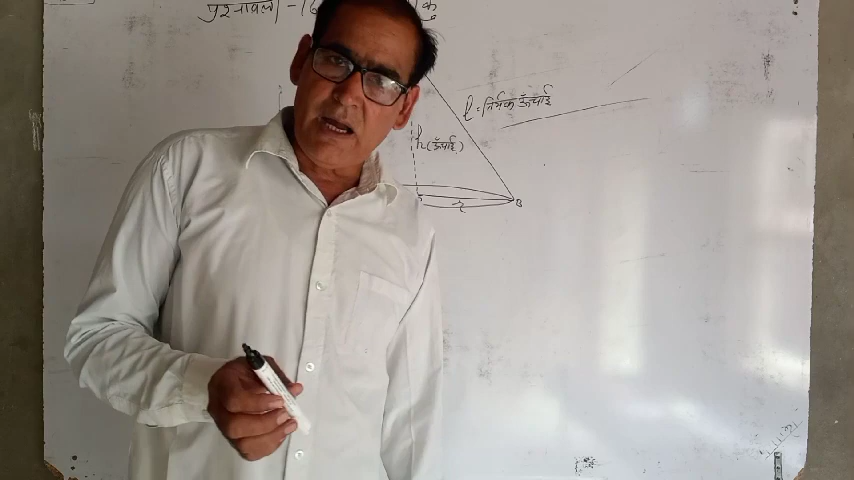 प्रश्नावली - 16
l = तिर्यक ऊँचाई
h (ऊँचाई)
r
B